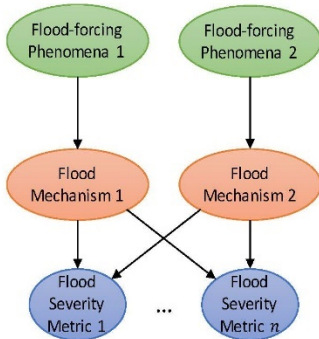 Flood-forcing
Phenomena 1
Flood-forcing
Phenomena 2
Flood
Mechanism 1
Flood
Mechanism 2
Flood
Severity
Metric 1
...
Flood
Severity
Metric n